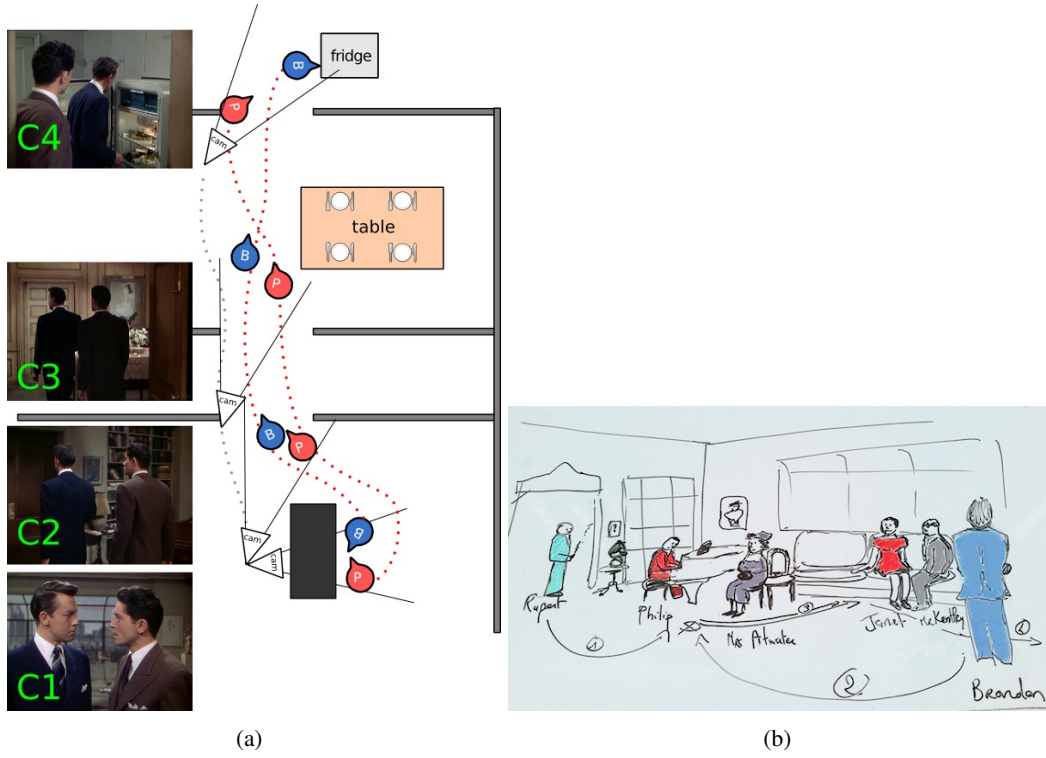 C4
C3
C2
C1
B
fridge
P
cam
table
B
P
cam
B
P
cam
cam
B
P
Rupert
Philip
Mrs Atwater
Janet
McKentley
Brandon
1
3
2
(a)
(b)